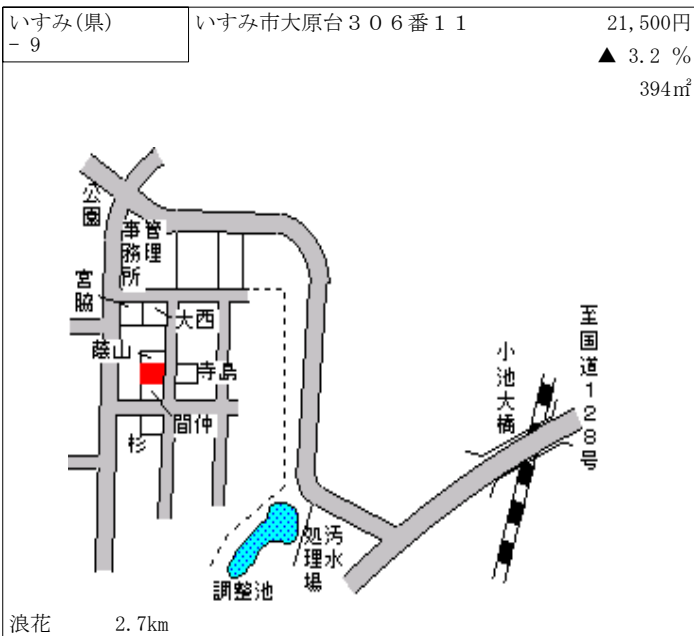 いすみ(県)
- 9
いすみ市大原台３０６番１１
21,500円
▲ 3.2 %
394㎡
公園
管理
事務所
宮脇
大西
蔭山
寺島
間仲
杉
小池大橋
至国道１２８号
汚水
処理場
調整池
浪花 2.7km